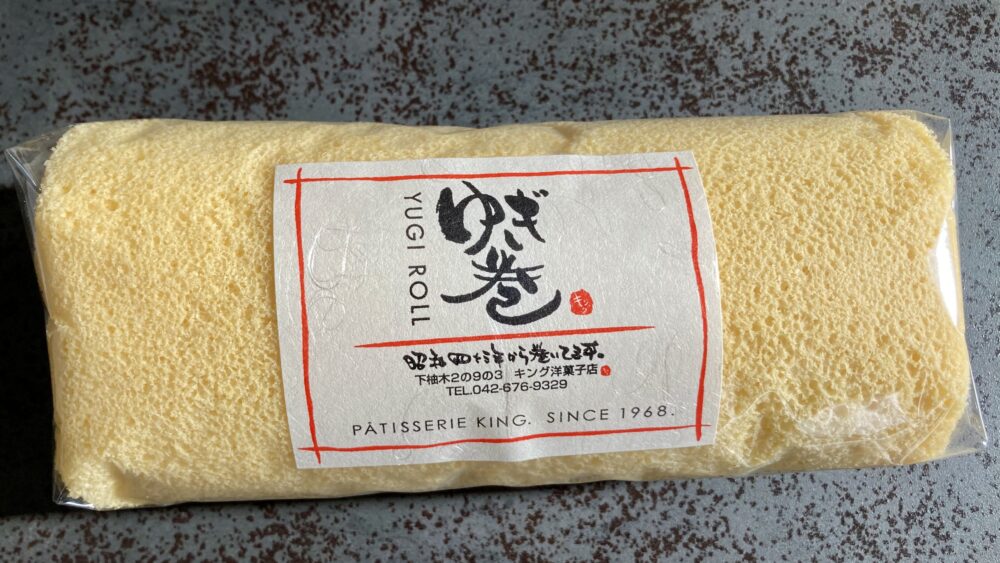 ゆぎ巻
YUGI ROLL
キング
昭和四十三年から巻いてます。
下柚木2の9の3 キング洋菓子店
TEL.042-676-9329
PÂTISSERIE KING. SINCE 1968.